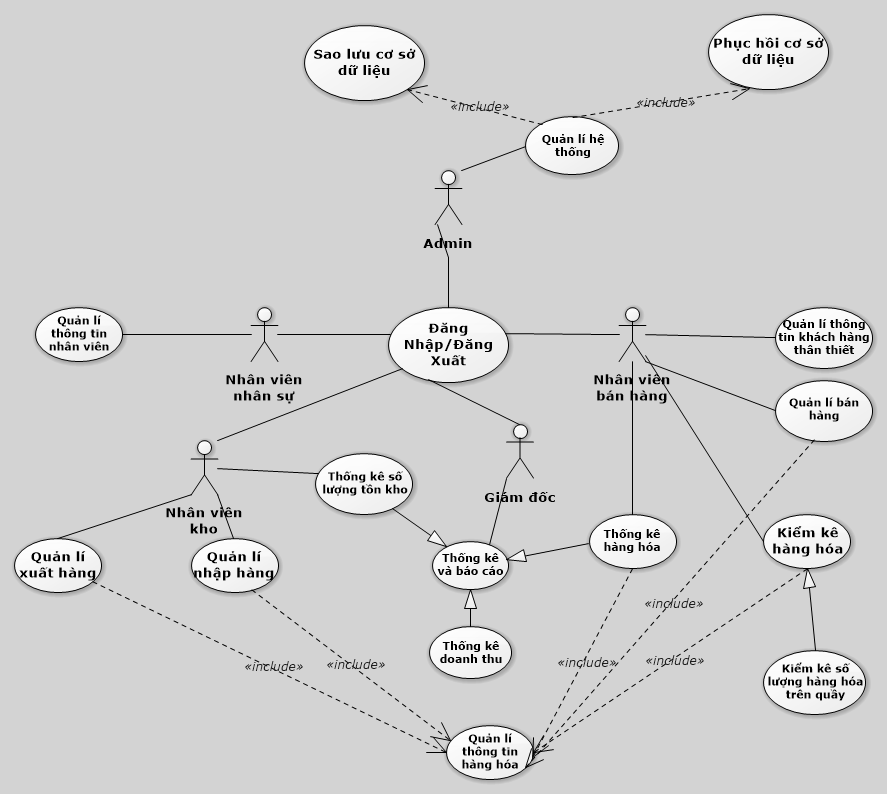 Sao lưu cơ sở
dữ liệu
Phục hồi cơ sở
dữ liệu
«include»
«include»
Quản lí hệ
thống
Admin
Quản lí
thông tin
nhân viên
Đăng
Nhập/Đăng
Xuất
Quản lí thông
tin khách hàng
thân thiết
Nhân viên
nhân sự
Nhân viên
bán hàng
Quản lí bán
hàng
Thống kê số
lượng tồn kho
Giám đốc
Nhân viên
kho
Thống kê
hàng hóa
Kiểm kê
hàng hóa
Quản lí
xuất hàng
Quản lí
nhập hàng
Thống kê
và báo cáo
«include»
Thống kê
doanh thu
«include»
«include»
«include»
«include»
Kiểm kê số
lượng hàng hóa
trên quầy
Quản lí
thông tin
hàng hóa